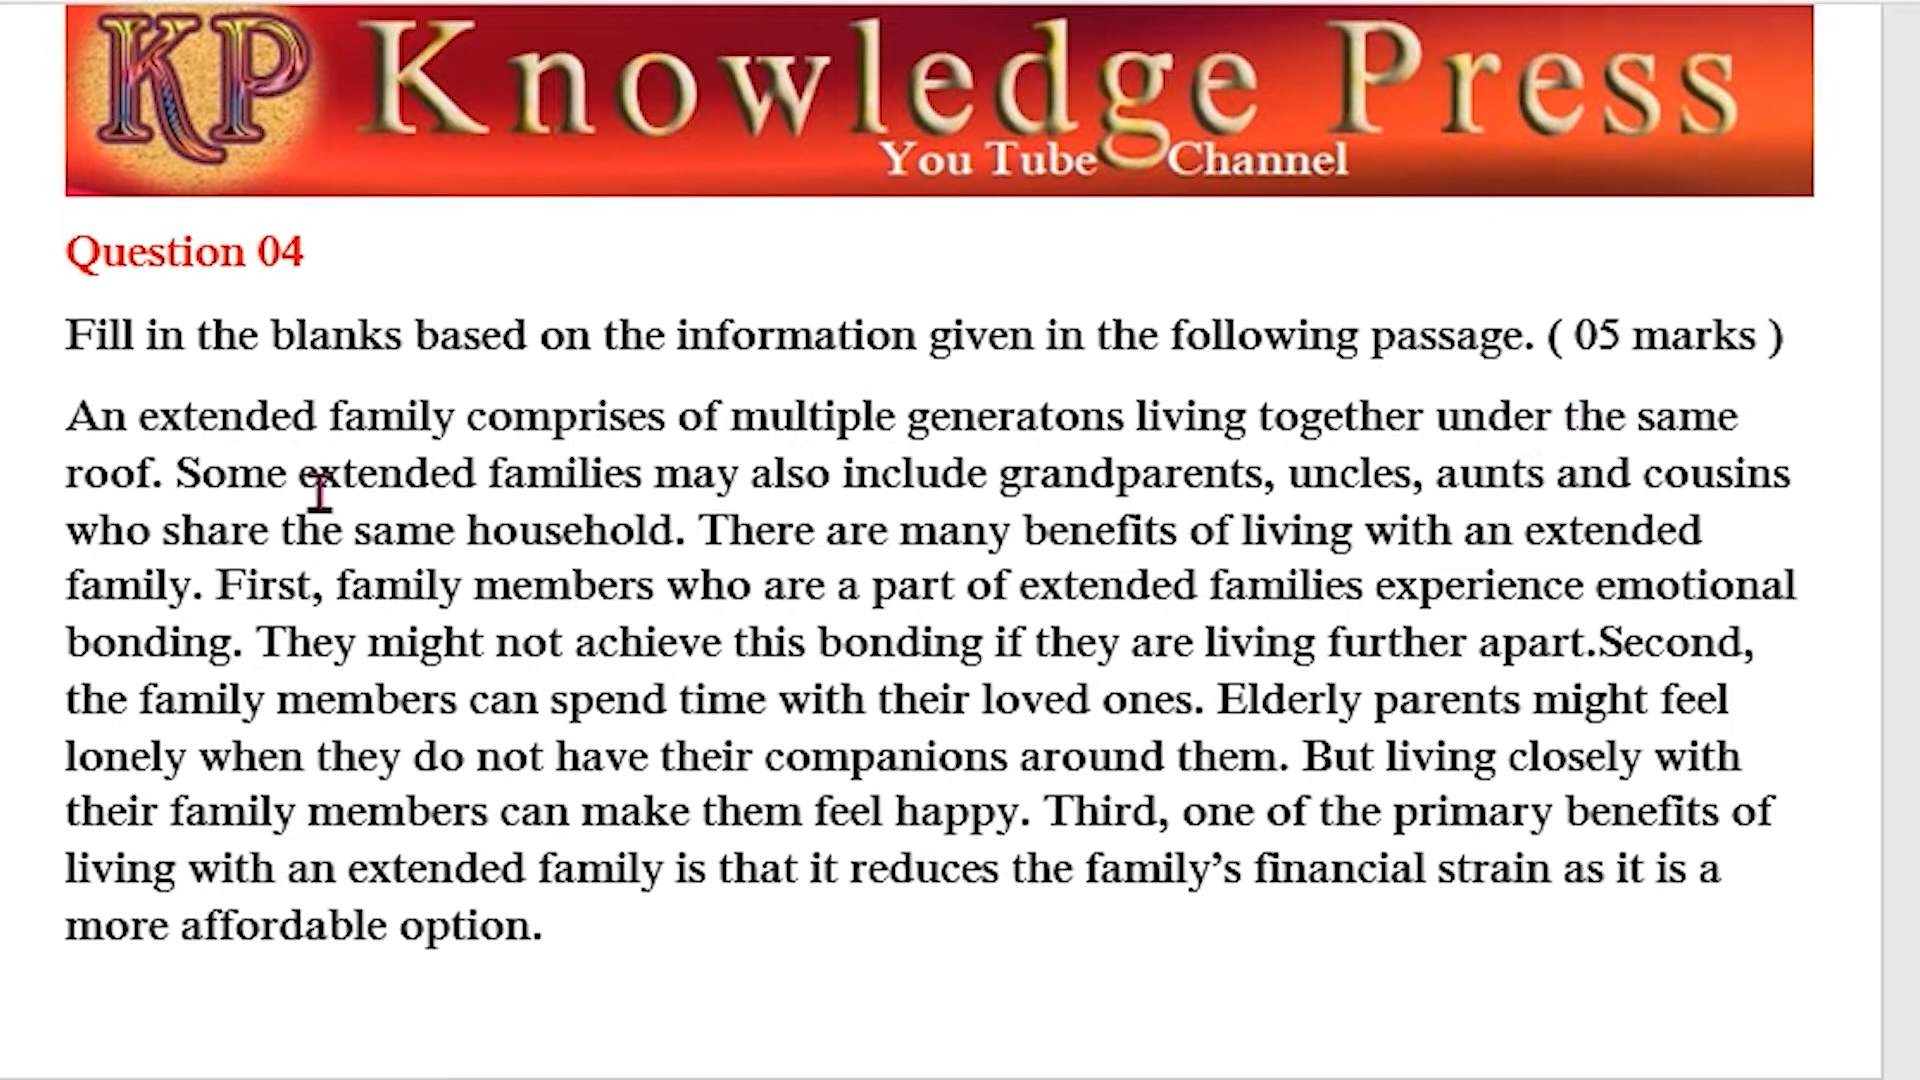 KP Knowledge Press
You Tube Channel
Question 04
Fill in the blanks based on the information given in the following passage. ( 05 marks )
An extended family comprises of multiple generatons living together under the same
roof. Some extended families may also include grandparents, uncles, aunts and cousins
who share the same household. There are many benefits of living with an extended
family. First, family members who are a part of extended families experience emotional
bonding. They might not achieve this bonding if they are living further apart.Second,
the family members can spend time with their loved ones. Elderly parents might feel
lonely when they do not have their companions around them. But living closely with
their family members can make them feel happy. Third, one of the primary benefits of
living with an extended family is that it reduces the family’s financial strain as it is a
more affordable option.